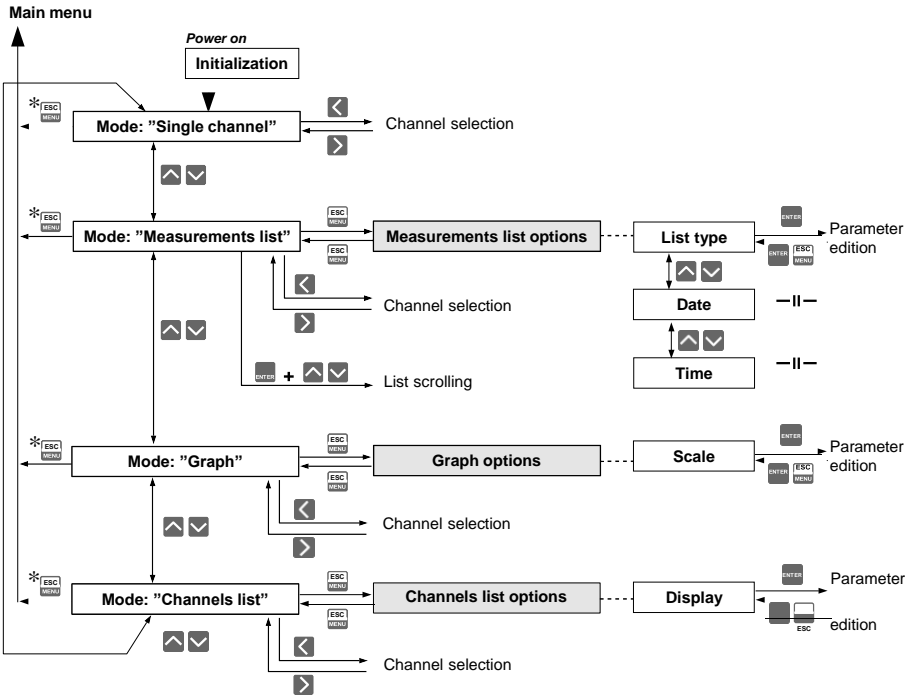 Main menu
Power on
Initialization
* ESC MENU
Mode: ”Single channel”
Channel selection
* ESC MENU
Mode: ”Measurements list”
ESC MENU
ESC MENU
Measurements list options
List type
ENTER
ENTER ESC MENU
Parameter
edition
Channel selection
Date
—II—
ENTER +
List scrolling
Time
—II—
* ESC MENU
Mode: ”Graph”
ESC MENU
ESC MENU
Graph options
Scale
ENTER
ENTER ESC MENU
Parameter
edition
Channel selection
* ESC MENU
Mode: ”Channels list”
ESC MENU
ESC MENU
Channels list options
Display
ENTER
ESC
Parameter
edition
Channel selection